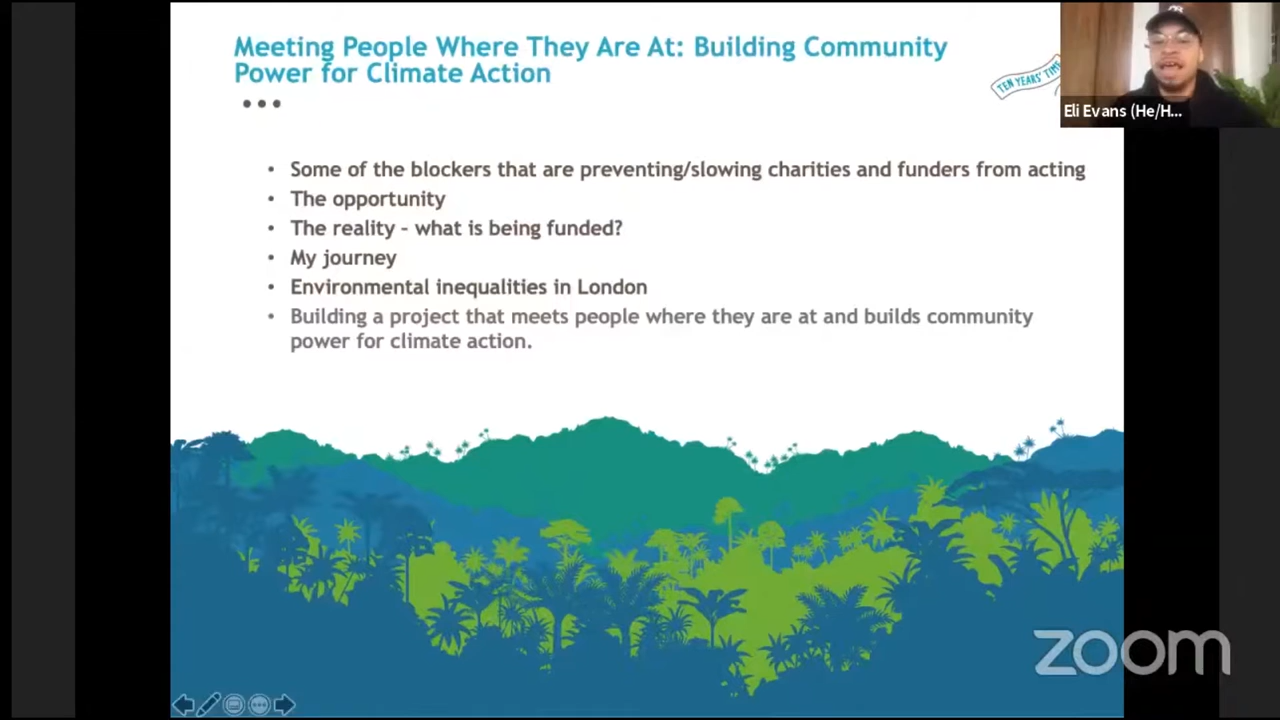 Meeting People Where They Are At: Building Community
Power for Climate Action
TEN YEARS' TIME
Eli Evans (He/H...
• Some of the blockers that are preventing/slowing charities and funders from acting
• The opportunity
• The reality - what is being funded?
• My journey
• Environmental inequalities in London
• Building a project that meets people where they are at and builds community
power for climate action.
zoom